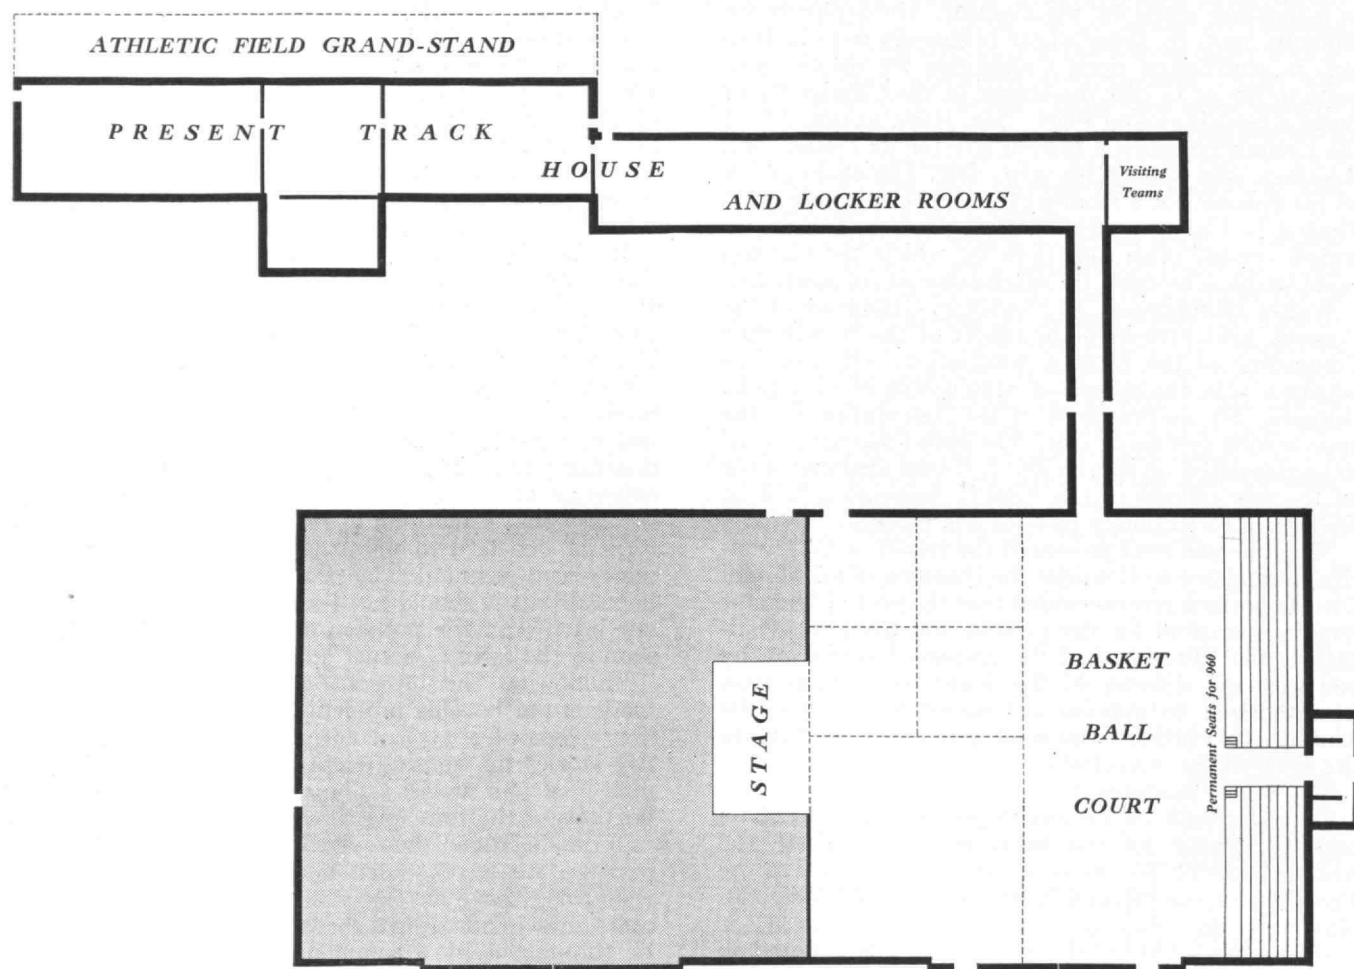 ATHLETIC FIELD GRAND-STAND
PRESENT TRACK
HOUSE
AND LOCKER ROOMS
Visiting
Teams
STAGE
BASKET
BALL
COURT
Permanent Seats for 960